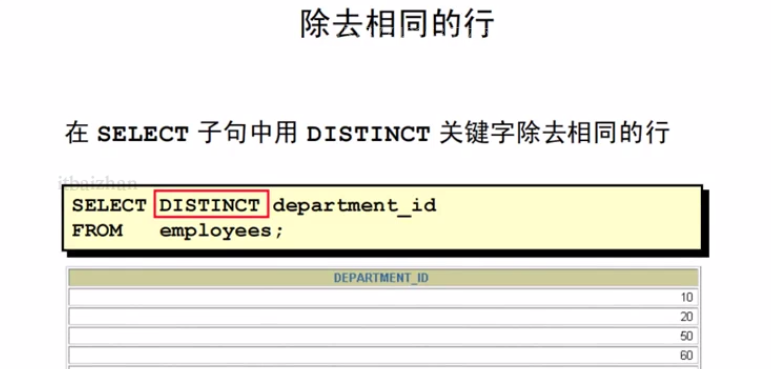 除去相同的行
在 SELECT 子句中用 DISTINCT 关键字除去相同的行
itbaizhan
SELECT DISTINCT department_id
FROM employees;
DEPARTMENT_ID
10
20
50
60